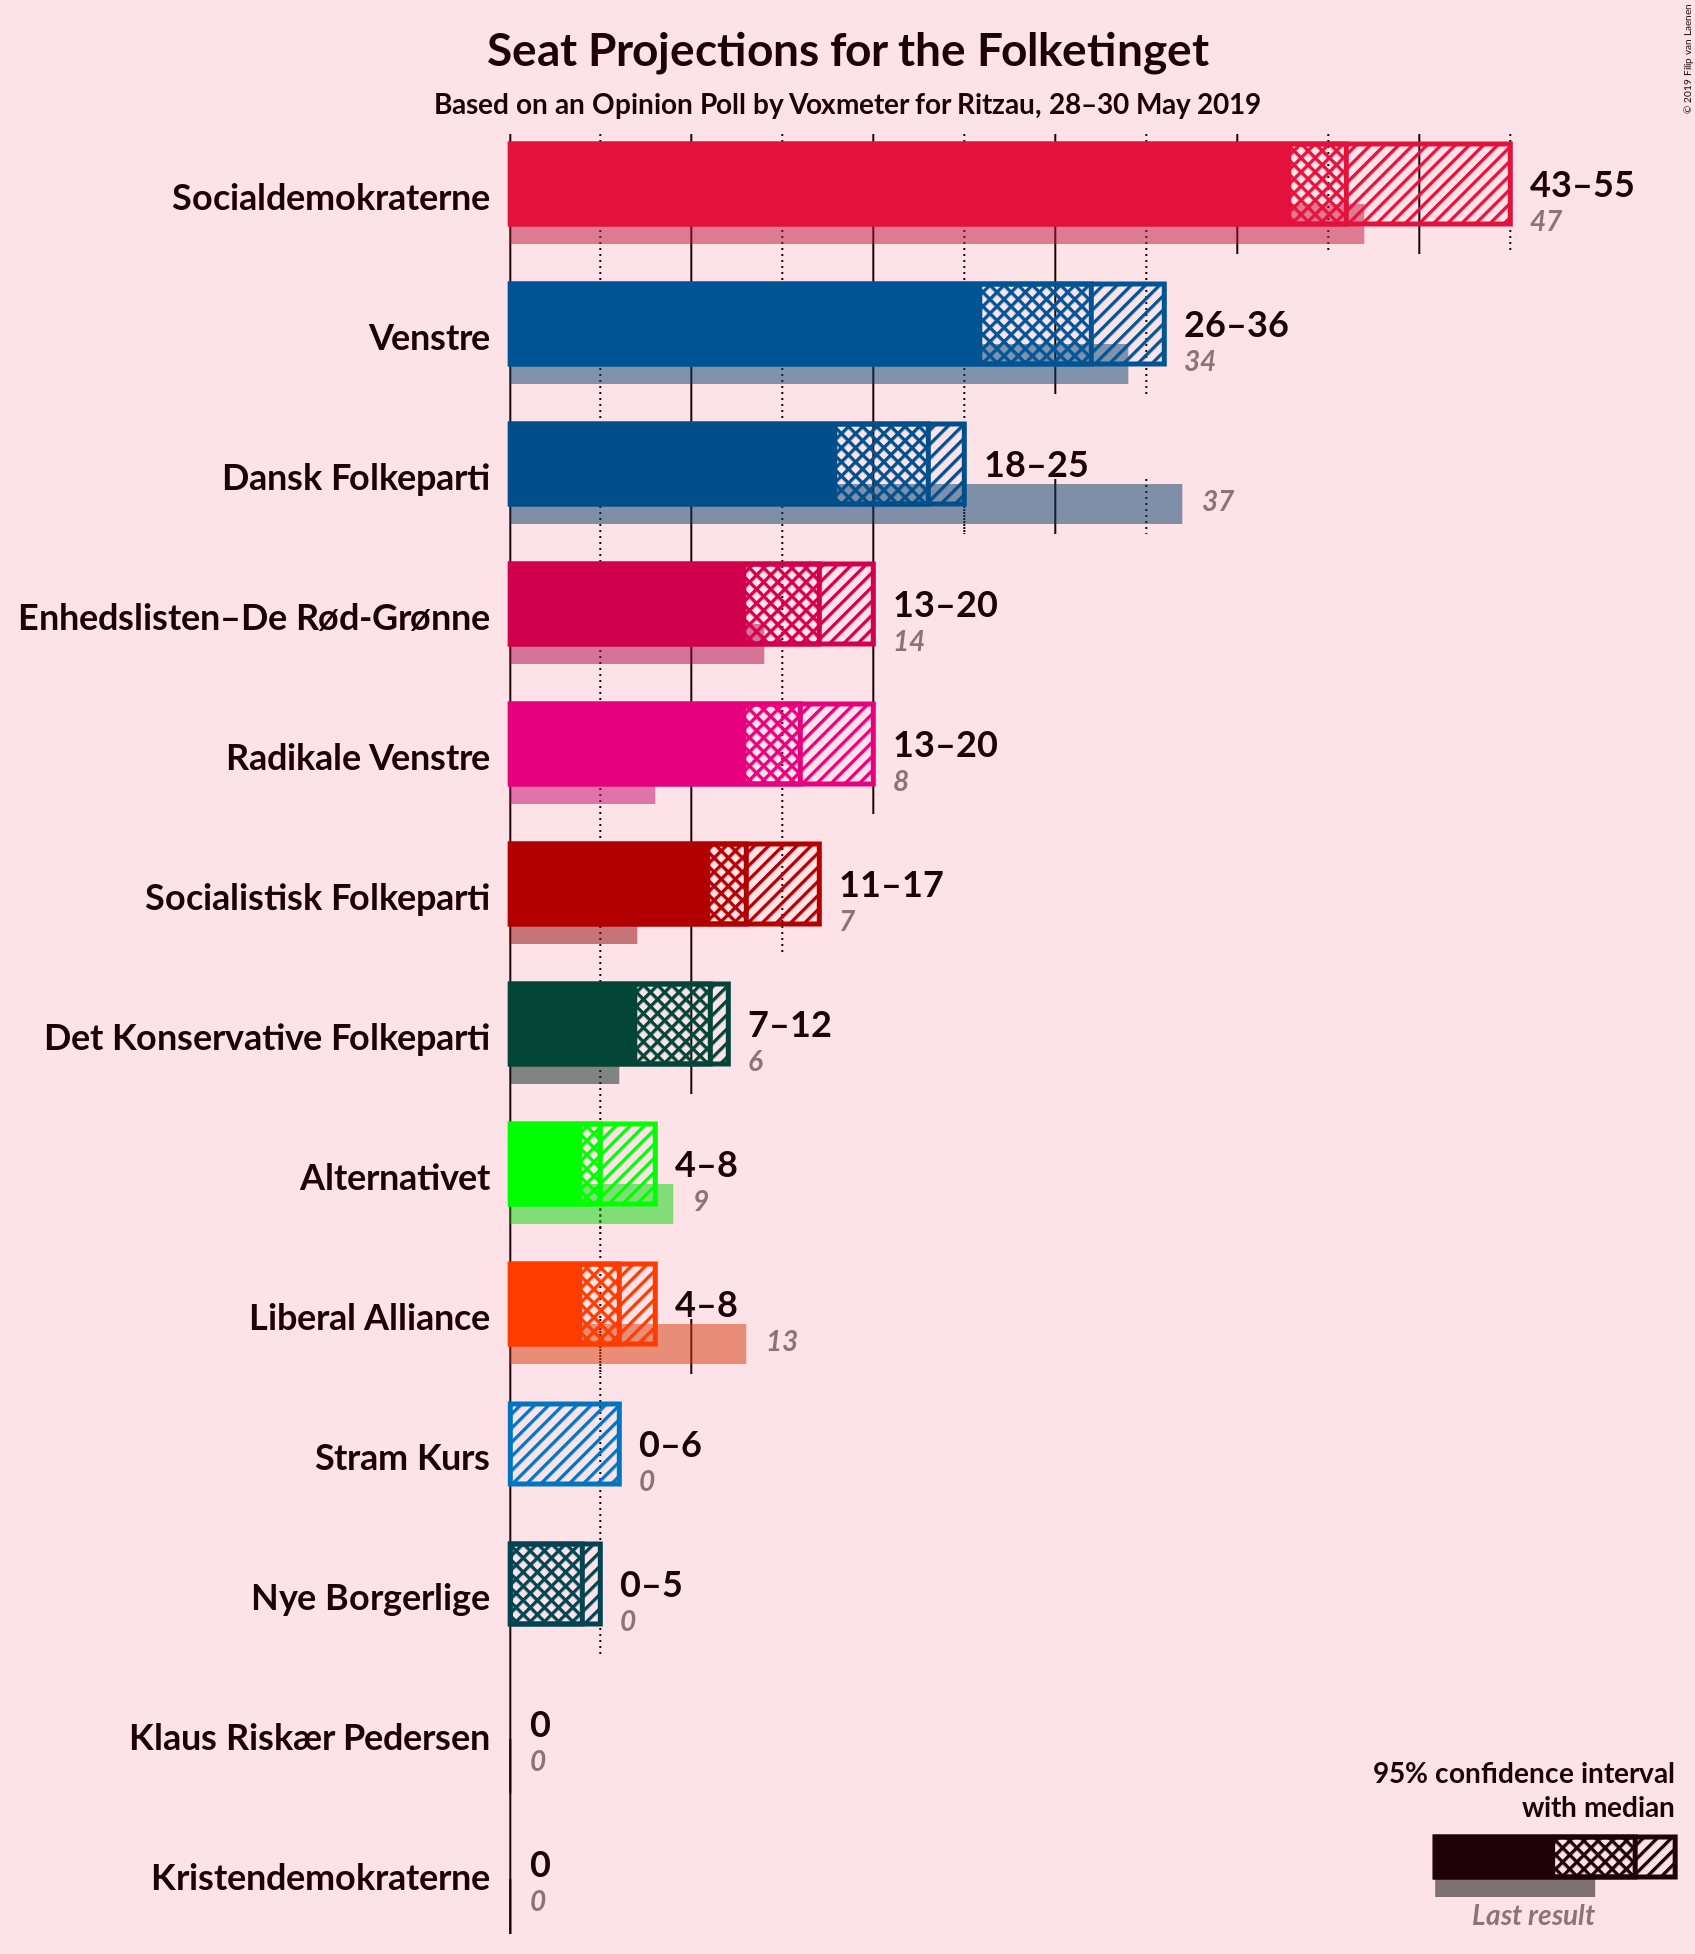 Seat Projections for the Folketinget
Based on an Opinion Poll by Voxmeter for Ritzau, 28–30 May 2019
© 2019 Filip van Laenen
Socialdemokraterne
43–55
47
Venstre
26–36
34
Dansk Folkeparti
18–25
37
Enhedslisten–De Rød-Grønne
13–20
14
Radikale Venstre
13–20
8
Socialistisk Folkeparti
11–17
7
Det Konservative Folkeparti
7–12
6
Alternativet
4–8
9
Liberal Alliance
4–8
13
Stram Kurs
0–6
0
Nye Borgerlige
0–5
0
Klaus Riskær Pedersen
0
0
Kristendemokraterne
0
0
95% confidence interval
with median
Last result